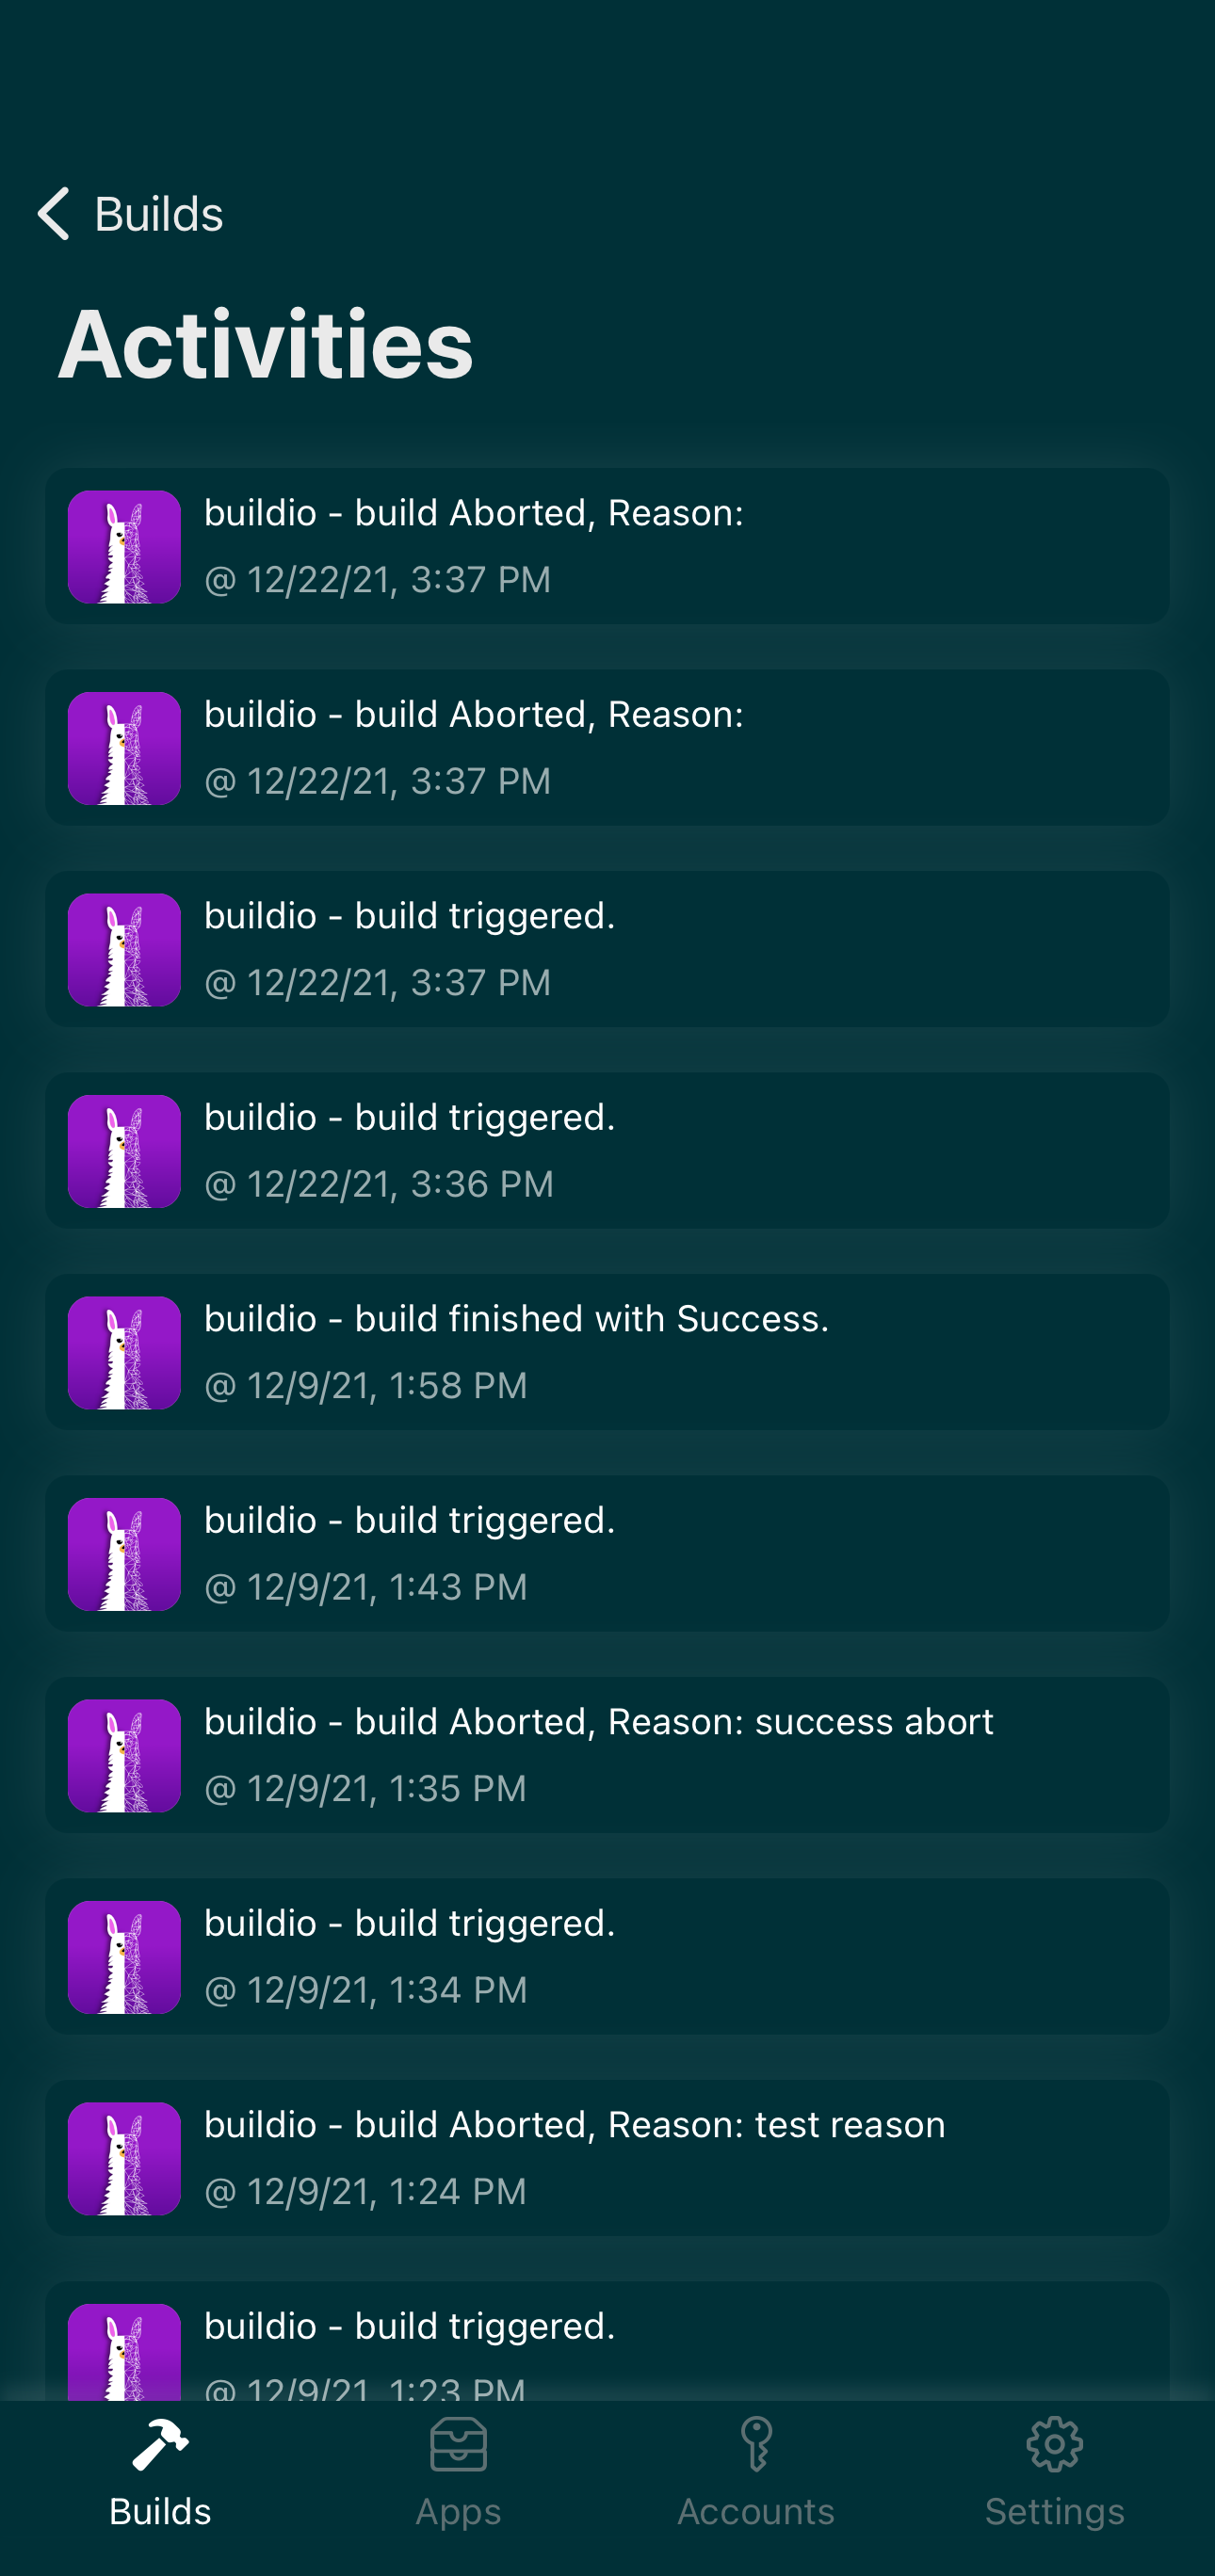 Builds
Activities
buildio - build Aborted, Reason:
@ 12/22/21, 3:37 PM
buildio - build Aborted, Reason:
@ 12/22/21, 3:37 PM
buildio - build triggered.
@ 12/22/21, 3:37 PM
buildio - build triggered.
@ 12/22/21, 3:36 PM
buildio - build finished with Success.
@ 12/9/21, 1:58 PM
buildio - build triggered.
@ 12/9/21, 1:43 PM
buildio - build Aborted, Reason: success abort
@ 12/9/21, 1:35 PM
buildio - build triggered.
@ 12/9/21, 1:34 PM
buildio - build Aborted, Reason: test reason
@ 12/9/21, 1:24 PM
buildio - build triggered.
@ 12/9/21, 1:23 PM
Builds
Apps
Accounts
Settings